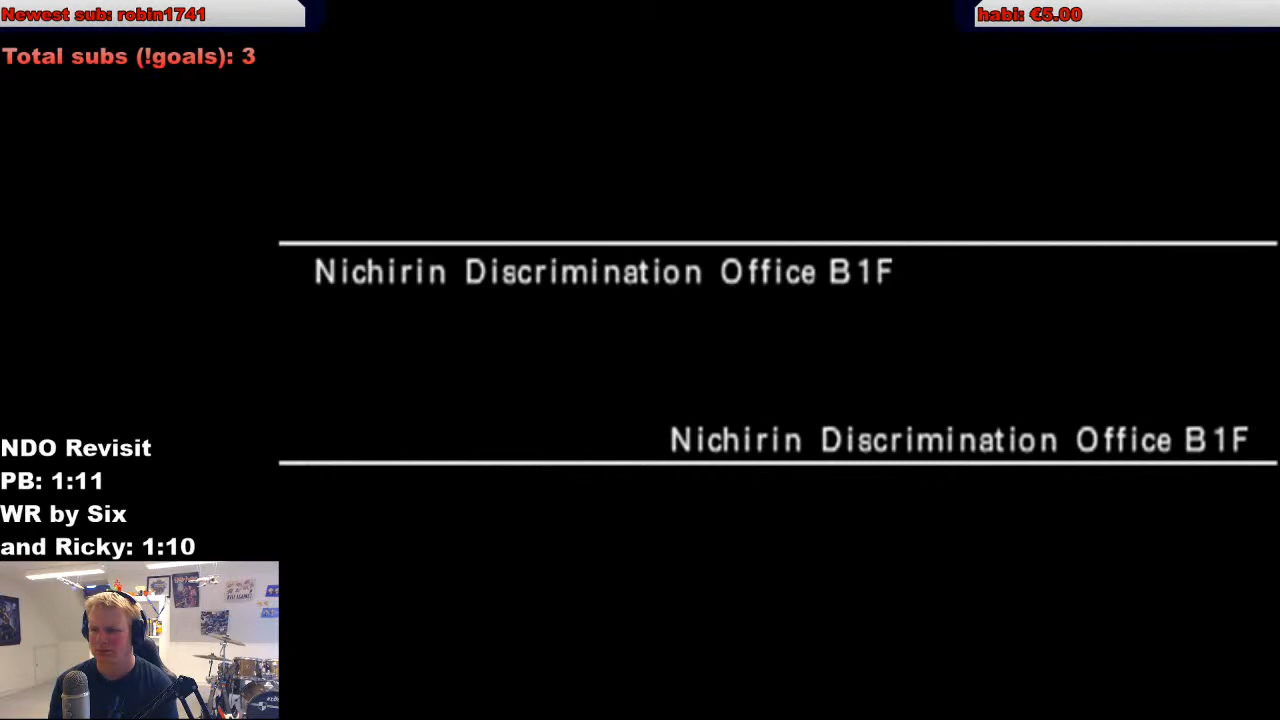 Newest sub: robin1741
habi: €5.00
Total subs (!goals): 3
Nichirin Discrimination Office B1F
Nichirin Discrimination Office B1F
NDO Revisit
PB: 1:11
WR by Six
and Ricky: 1:10